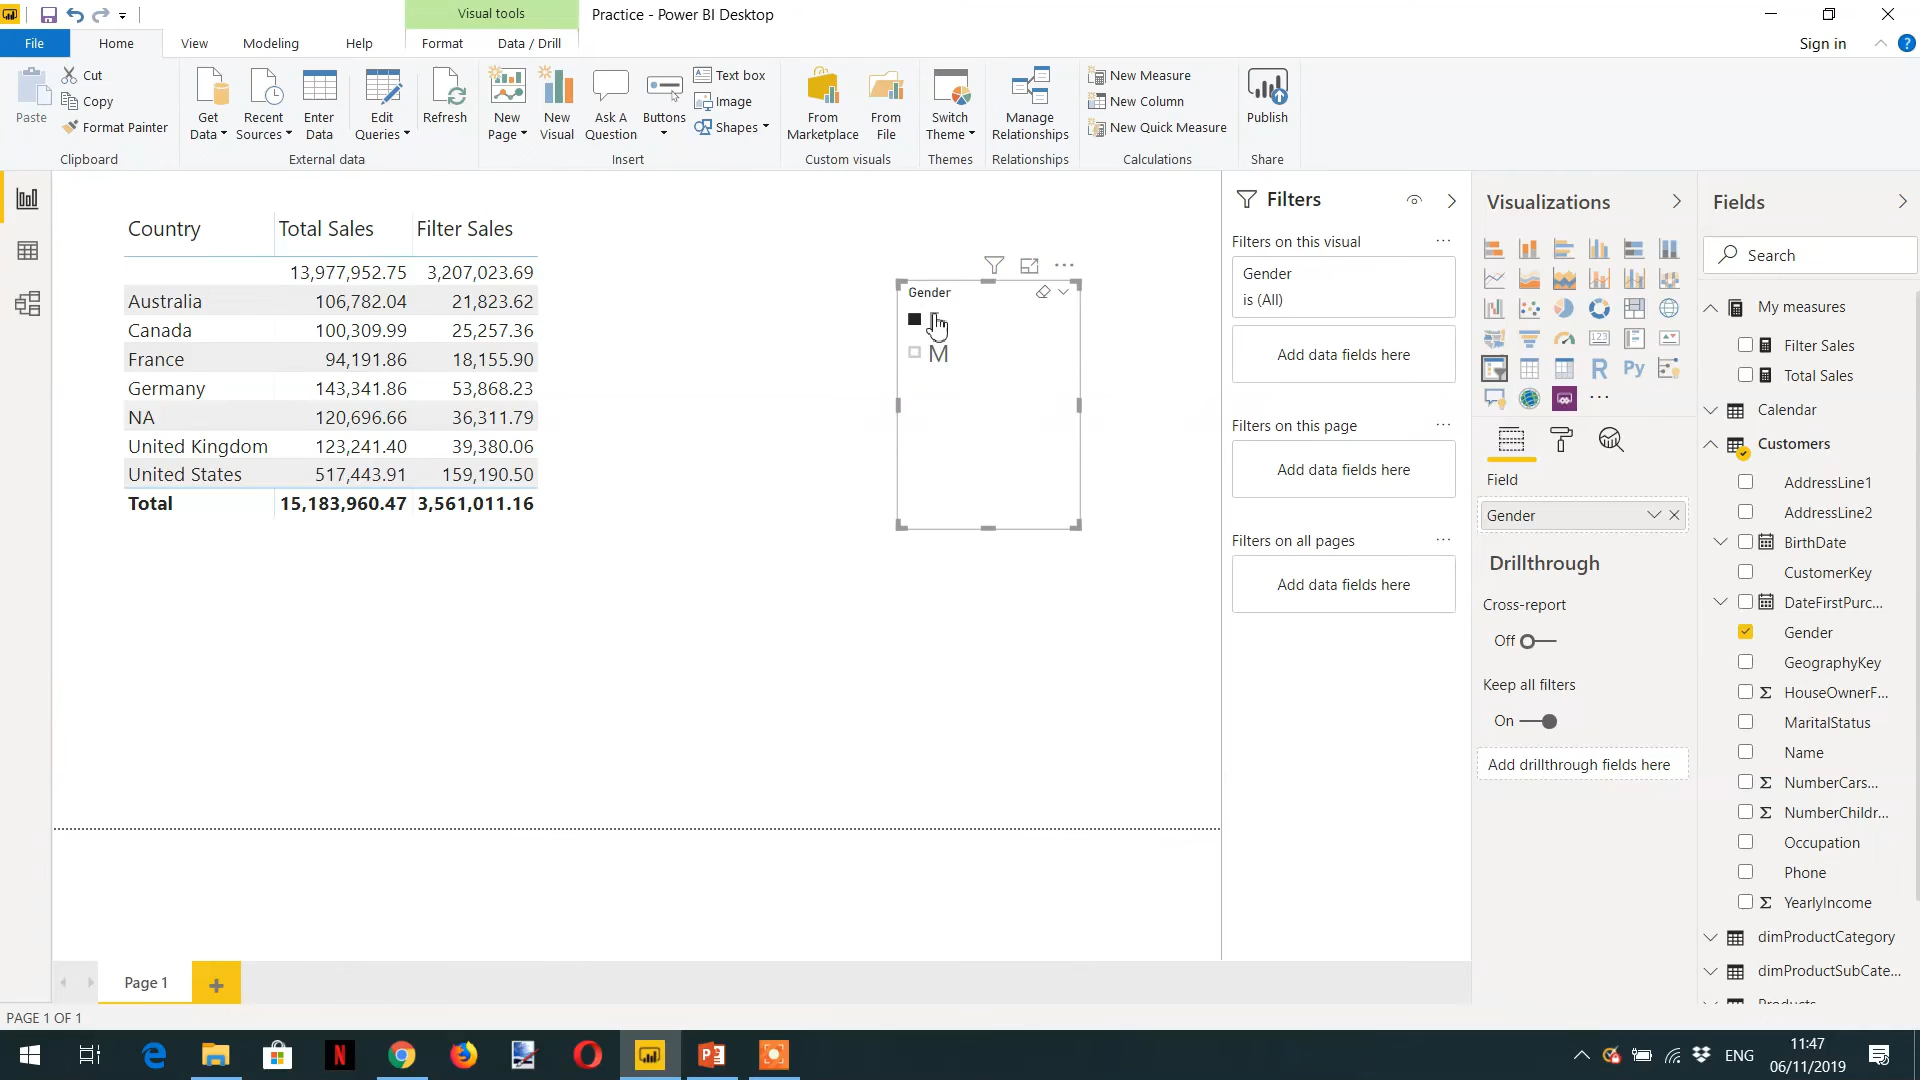 Visual tools
Practice - Power BI Desktop
File Home View Modeling Help Format Data / Drill Sign in
Paste
Cut
Copy
Format Painter
Clipboard
Get Data
Recent Sources
Enter Data
Edit Queries
Refresh
External data
New Page
New Visual
Ask A Question
Buttons
Text box
Image
Shapes
Insert
From Marketplace
From File
Custom visuals
Switch Theme
Themes
Manage Relationships
Relationships
New Measure
New Column
New Quick Measure
Calculations
Publish
Share
Country Total Sales Filter Sales
13,977,952.75 3,207,023.69
Australia 106,782.04 21,823.62
Canada 100,309.99 25,257.36
France 94,191.86 18,155.90
Germany 143,341.86 53,868.23
NA 120,696.66 36,311.79
United Kingdom 123,241.40 39,380.06
United States 517,443.91 159,190.50
Total 15,183,960.47 3,561,011.16
Gender
M
Filters
Filters on this visual
Gender
is (All)
Add data fields here
Filters on this page
Add data fields here
Filters on all pages
Add data fields here
Visualizations
R
Py
123
Field
Gender
Drillthrough
Cross-report
Off
Keep all filters
On
Add drillthrough fields here
Fields
Search
My measures
Filter Sales
Total Sales
Calendar
Customers
AddressLine1
AddressLine2
BirthDate
CustomerKey
DateFirstPurc...
Gender
GeographyKey
HouseOwnerF...
MaritalStatus
Name
NumberCars...
NumberChildr...
Occupation
Phone
YearlyIncome
dimProductCategory
dimProductSubCate...
Products
Page 1
PAGE 1 OF 1
ENG
11:47
06/11/2019